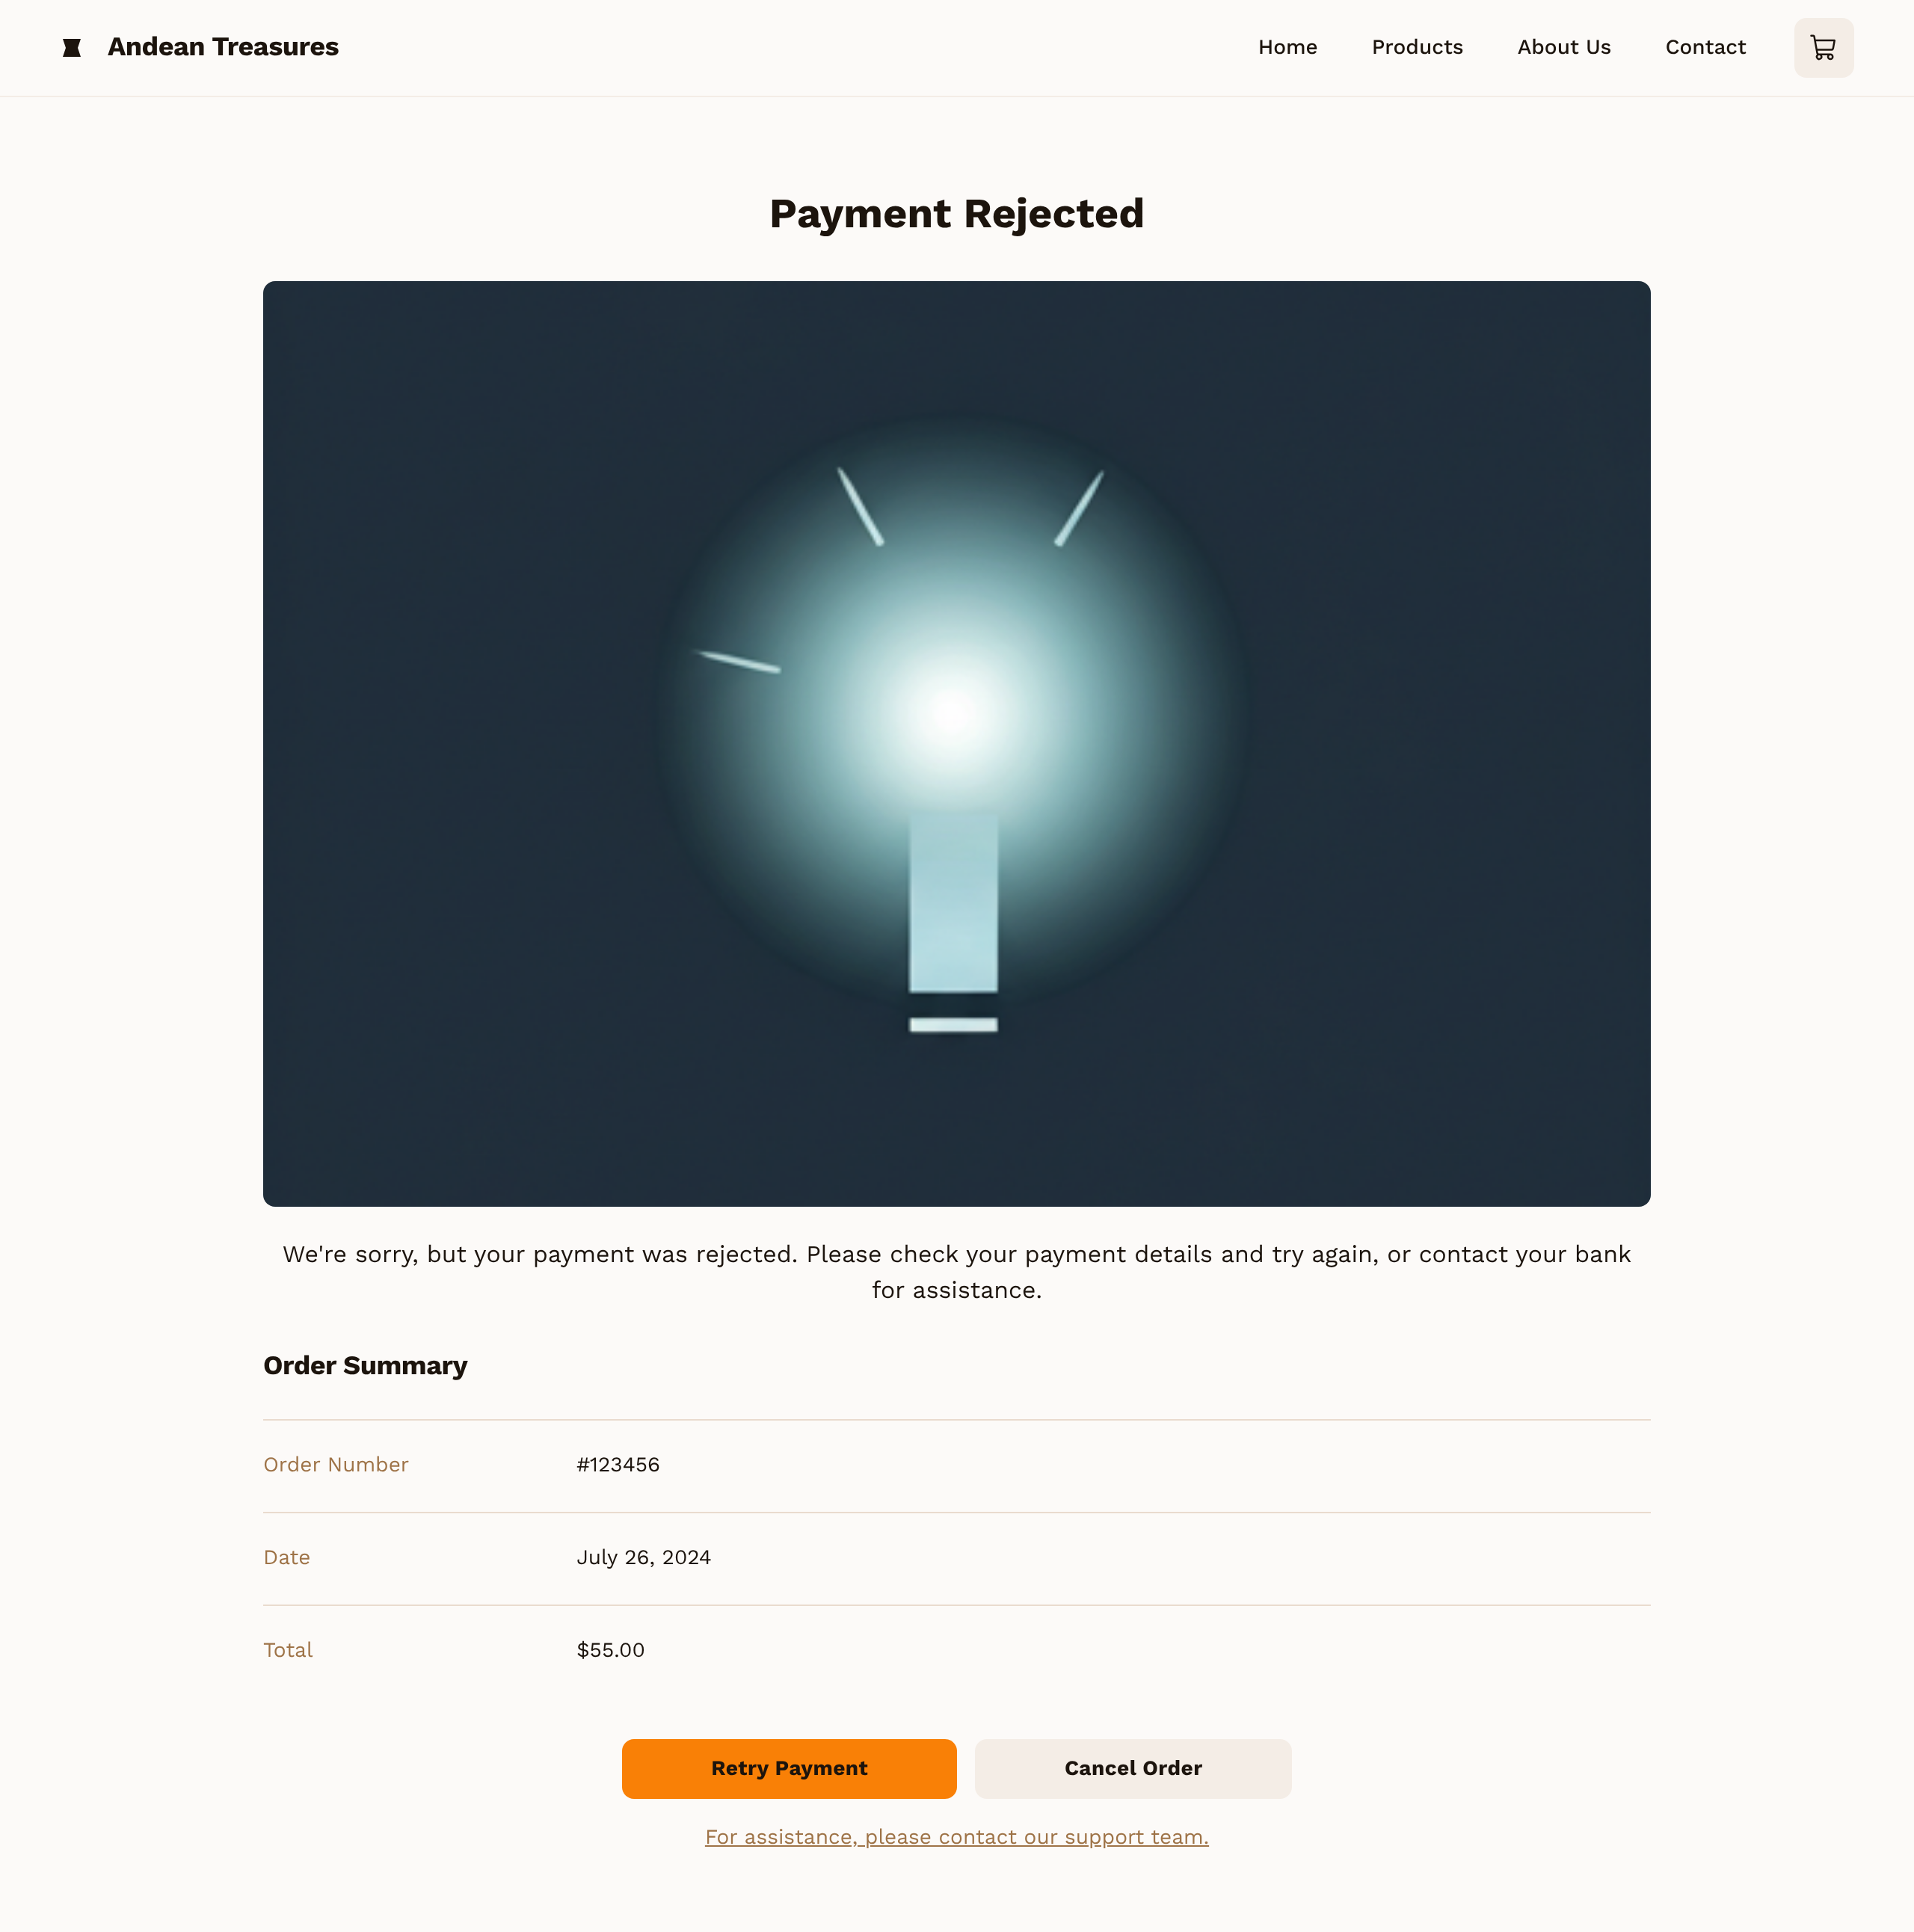 Andean Treasures
Home Products About Us Contact
Payment Rejected
We're sorry, but your payment was rejected. Please check your payment details and try again, or contact your bank
for assistance.
Order Summary
Order Number #123456
Date July 26, 2024
Total $55.00
Retry Payment Cancel Order
For assistance, please contact our support team.